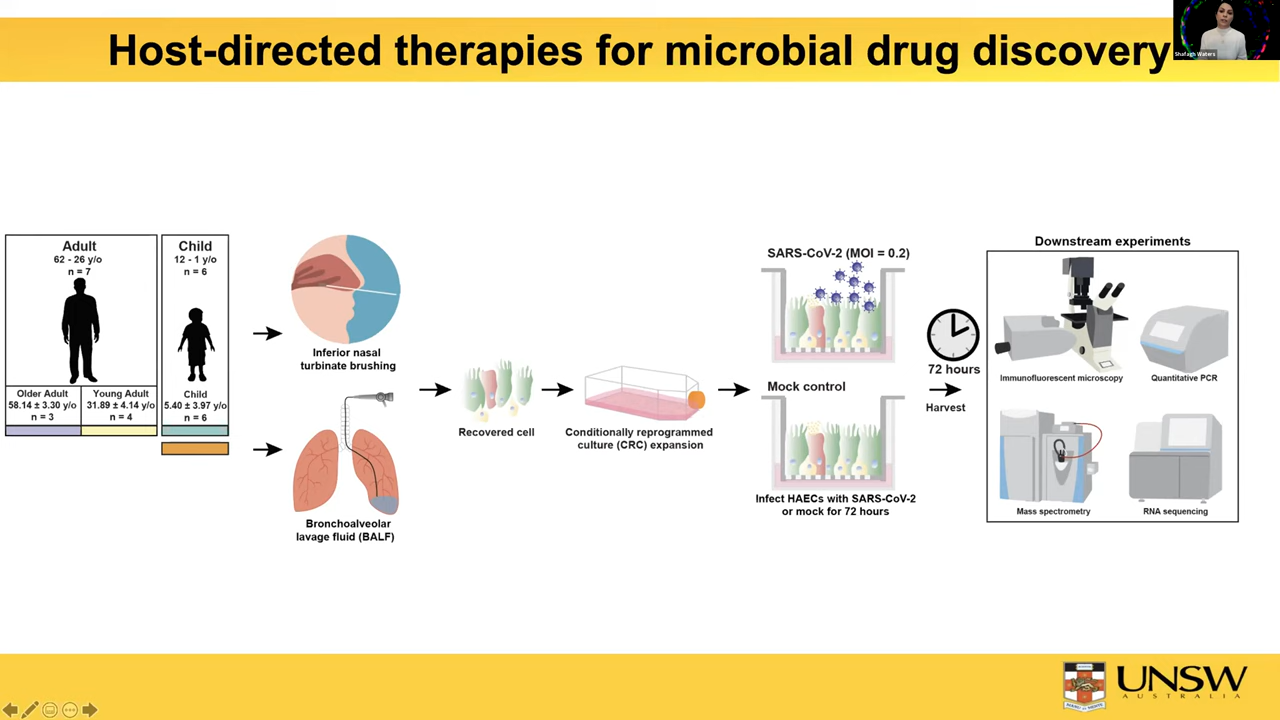 Host-directed therapies for microbial drug discovery
Shafagh Waters
Adult
62 - 26 y/o
n = 7
Child
12 - 1 y/o
n = 6
Older Adult
58.14 ± 3.30 y/o
n = 3
Young Adult
31.89 ± 4.14 y/o
n = 4
Child
5.40 ± 3.97 y/o
n = 6
Inferior nasal
turbinate brushing
Bronchoalveolar
lavage fluid (BALF)
Recovered cell
Conditionally reprogrammed
culture (CRC) expansion
SARS-CoV-2 (MOI = 0.2)
Mock control
Infect HAECs with SARS-CoV-2
or mock for 72 hours
72 hours
Harvest
Downstream experiments
Immunofluorescent microscopy
Quantitative PCR
Mass spectrometry
RNA sequencing
UNSW
AUSTRALIA